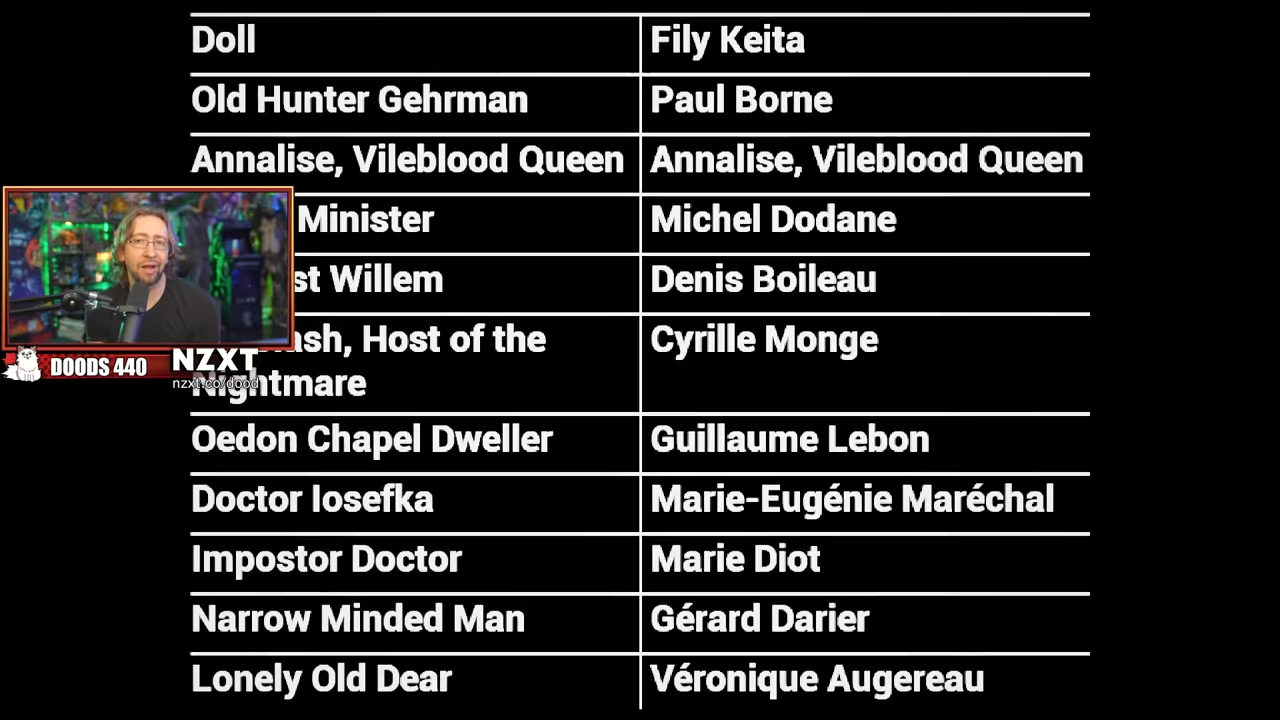 Doll Fily Keita
Old Hunter Gehrman Paul Borne
Annalise, Vileblood Queen Annalise, Vileblood Queen
Minister Michel Dodane
st Willem Denis Boileau
ash, Host of the Cyrille Monge
Nightmare
DOODS 440
NZXT
nzxt.co/dood
Oedon Chapel Dweller Guillaume Lebon
Doctor Iosefka Marie-Eugénie Maréchal
Impostor Doctor Marie Diot
Narrow Minded Man Gérard Darier
Lonely Old Dear Véronique Augereau